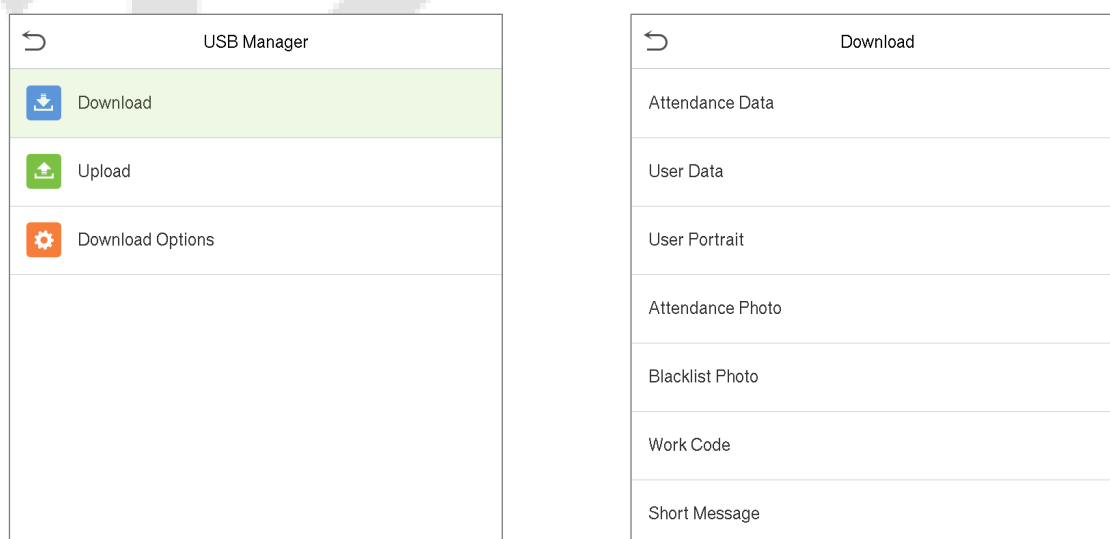 USB Manager
Download
Upload
Download Options
Download
Attendance Data
User Data
User Portrait
Attendance Photo
Blacklist Photo
Work Code
Short Message